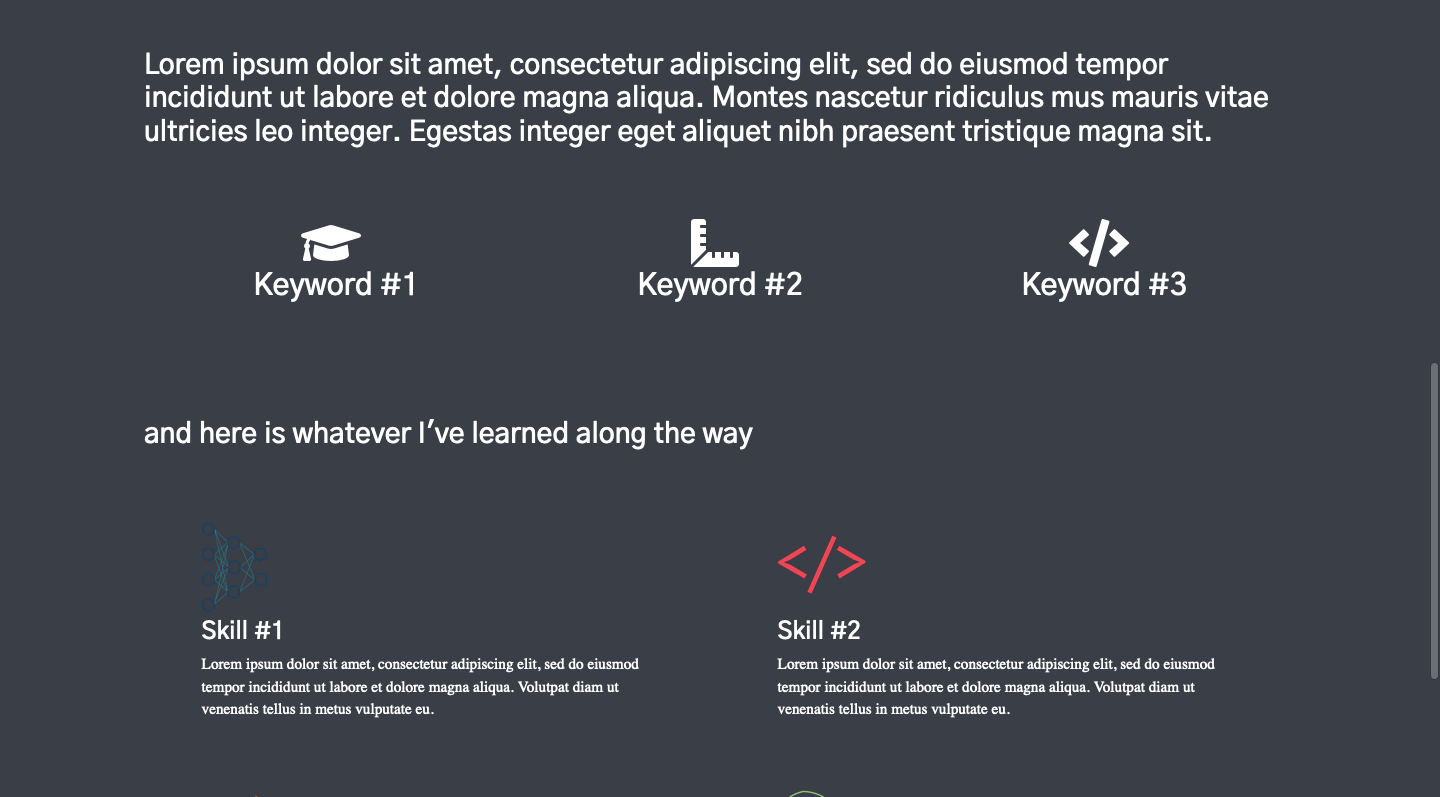 Lorem ipsum dolor sit amet, consectetur adipiscing elit, sed do eiusmod tempor
incididunt ut labore et dolore magna aliqua. Montes nascetur ridiculus mus mauris vitae
ultricies leo integer. Egestas integer eget aliquet nibh praesent tristique magna sit.
Keyword #1
Keyword #2
Keyword #3
and here is whatever I've learned along the way
Skill #1
Lorem ipsum dolor sit amet, consectetur adipiscing elit, sed do eiusmod
tempor incididunt ut labore et dolore magna aliqua. Volutpat diam ut
venenatis tellus in metus vulputate eu.
Skill #2
Lorem ipsum dolor sit amet, consectetur adipiscing elit, sed do eiusmod
tempor incididunt ut labore et dolore magna aliqua. Volutpat diam ut
venenatis tellus in metus vulputate eu.